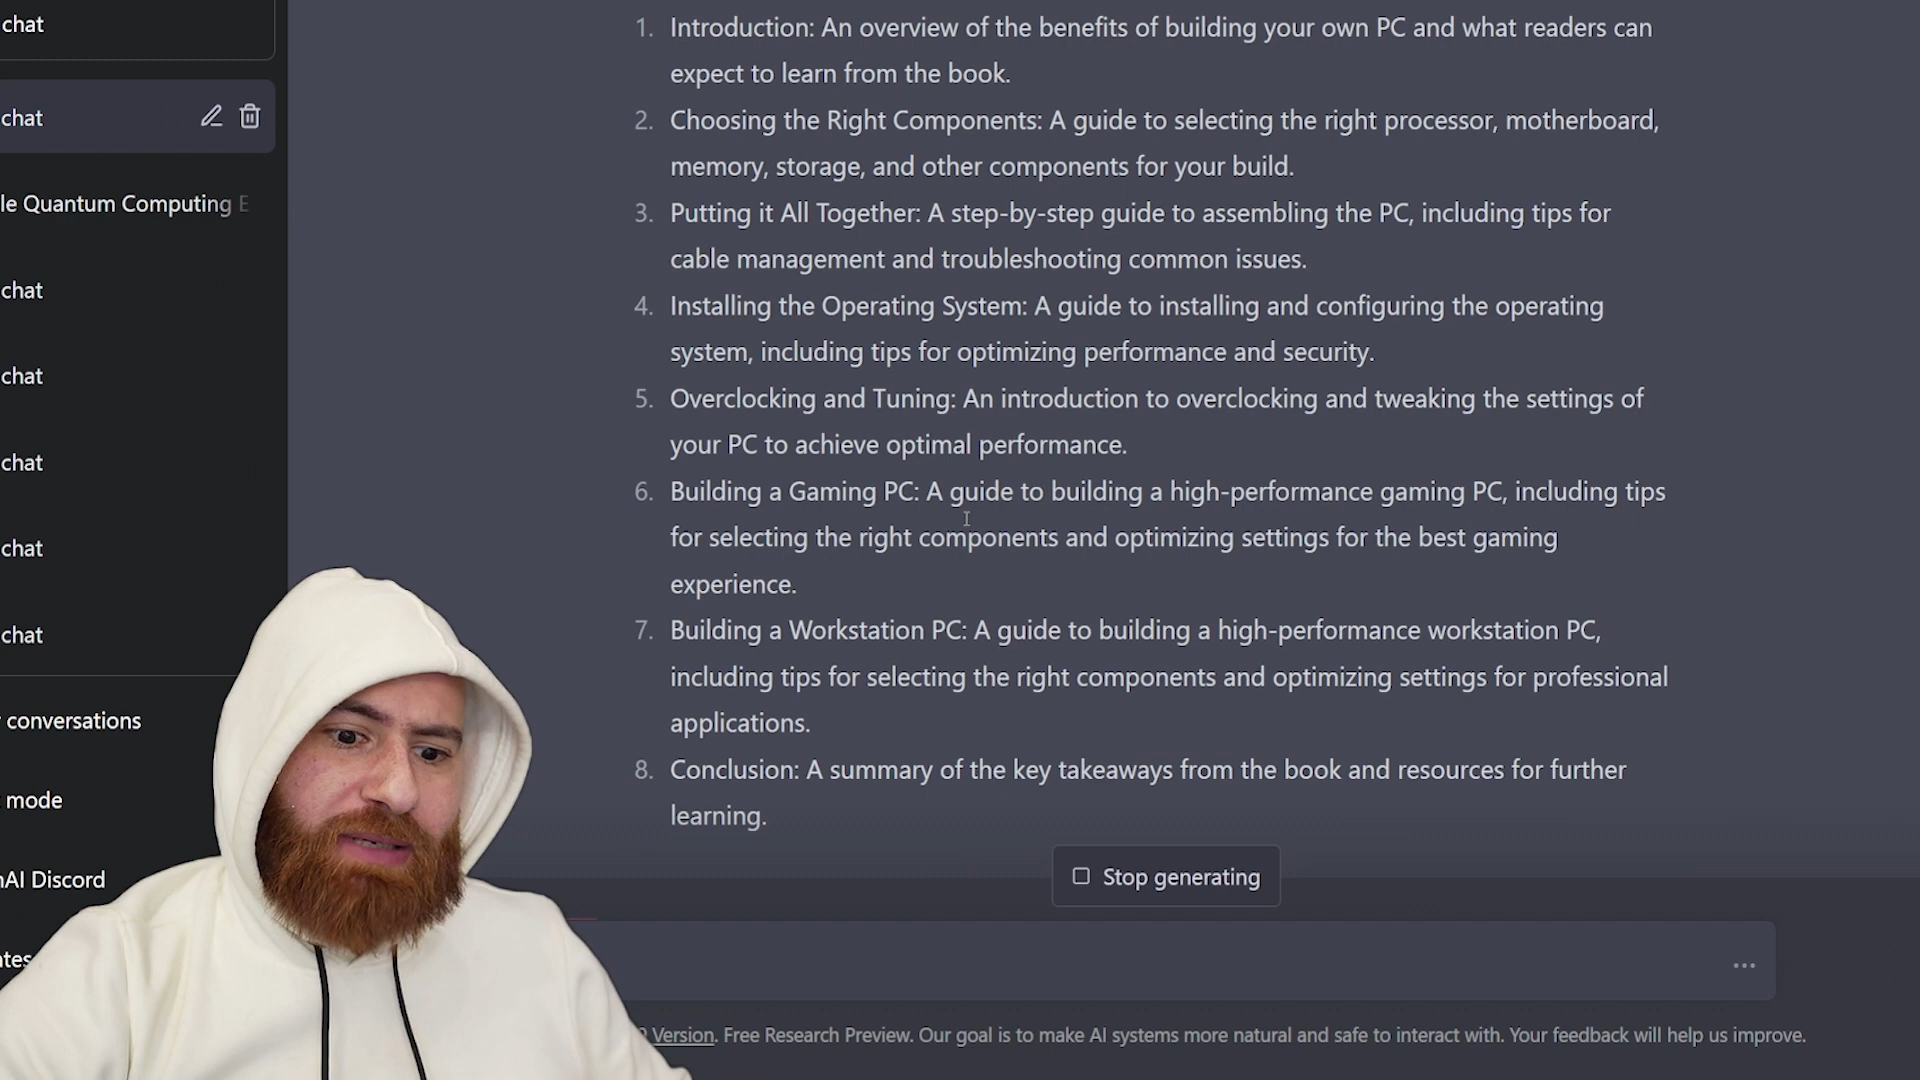 chat
chat
le Quantum Computing E
chat
chat
chat
chat
chat
conversations
mode
AI Discord
1. Introduction: An overview of the benefits of building your own PC and what readers can
expect to learn from the book.
2. Choosing the Right Components: A guide to selecting the right processor, motherboard,
memory, storage, and other components for your build.
3. Putting it All Together: A step-by-step guide to assembling the PC, including tips for
cable management and troubleshooting common issues.
4. Installing the Operating System: A guide to installing and configuring the operating
system, including tips for optimizing performance and security.
5. Overclocking and Tuning: An introduction to overclocking and tweaking the settings of
your PC to achieve optimal performance.
6. Building a Gaming PC: A guide to building a high-performance gaming PC, including tips
for selecting the right components and optimizing settings for the best gaming
experience.
7. Building a Workstation PC: A guide to building a high-performance workstation PC,
including tips for selecting the right components and optimizing settings for professional
applications.
8. Conclusion: A summary of the key takeaways from the book and resources for further
learning.
Stop generating
Version. Free Research Preview. Our goal is to make AI systems more natural and safe to interact with. Your feedback will help us improve.